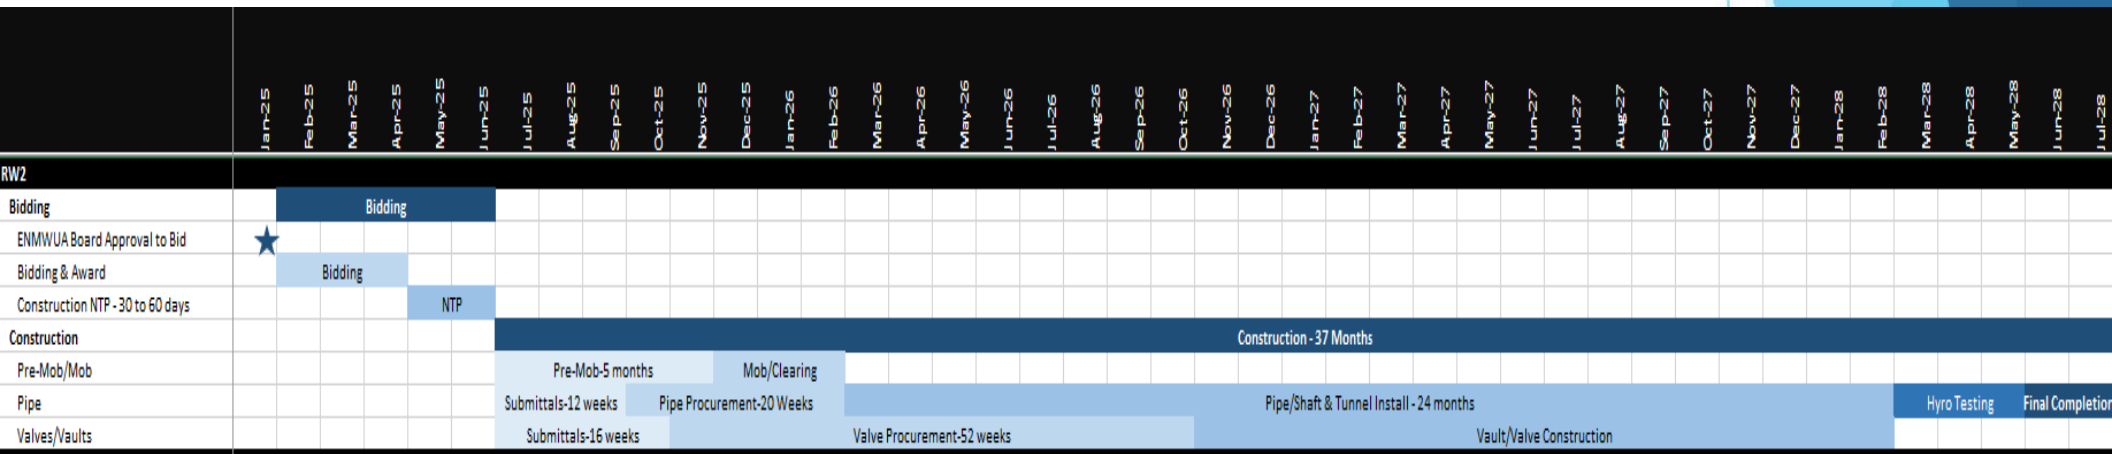 Jan-25 Feb-25 Mar-25 Apr-25 May-25 Jun-25 Jul-25 Aug-25 Sep-25 Oct-25 Nov-25 Dec-25 Jan-26 Feb-26 Mar-26 Apr-26 May-26 Jun-26 Jul-26 Aug-26 Sep-26 Oct-26 Nov-26 Dec-26 Jan-27 Feb-27 Mar-27 Apr-27 May-27 Jun-27 Jul-27 Aug-27 Sep-27 Oct-27 Nov-27 Dec-27 Jan-28 Feb-28 Mar-28 Apr-28 May-28 Jun-28 Jul-28
RW2
Bidding Bidding
ENMWUA Board Approval to Bid
Bidding & Award Bidding
Construction NTP - 30 to 60 days NTP
Construction Construction - 37 Months
Pre-Mob/Mob Pre-Mob-5 months Mob/Clearing
Pipe Submittals-12 weeks Pipe Procurement-20 Weeks Pipe/Shaft & Tunnel Install - 24 months Hyro Testing Final Completion
Valves/Vaults Submittals-16 weeks Valve Procurement-52 weeks Vault/Valve Construction